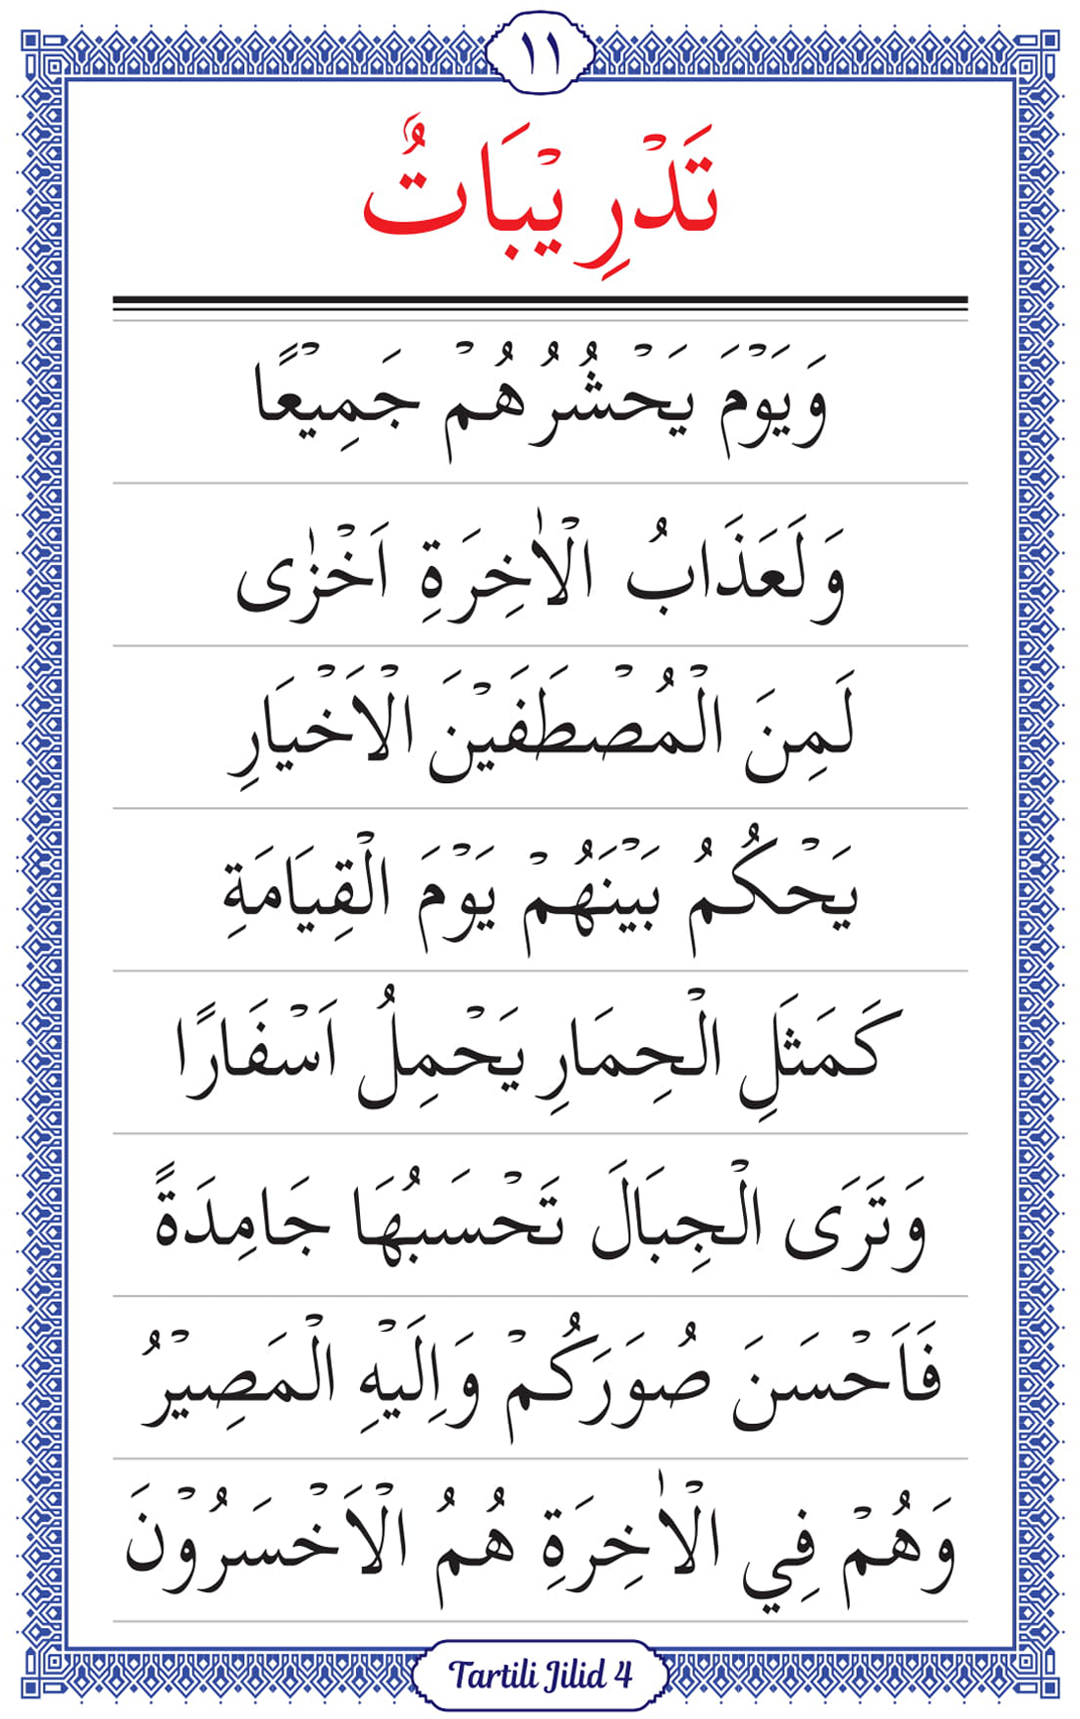 ١١
تَدْرِيْبَاتٌ
وَيَوْمَ يَحْشُرُهُمْ جَمِيْعًا
وَلَعَذَابُ الْاٰخِرَةِ اَخْزٰى
لَمِنَ الْمُصْطَفَيْنَ الْاَخْيَارِ
يَحْكُمُ بَيْنَهُمْ يَوْمَ الْقِيَامَةِ
كَمَثَلِ الْحِمَارِ يَحْمِلُ اَسْفَارًا
وَتَرَى الْجِبَالَ تَحْسَبُهَا جَامِدَةً
فَاَحْسَنَ صُوَرَكُمْ وَاِلَيْهِ الْمَصِيْرُ
وَهُمْ فِي الْاٰخِرَةِ هُمُ الْاَخْسَرُوْنَ
Tartili Jilid 4